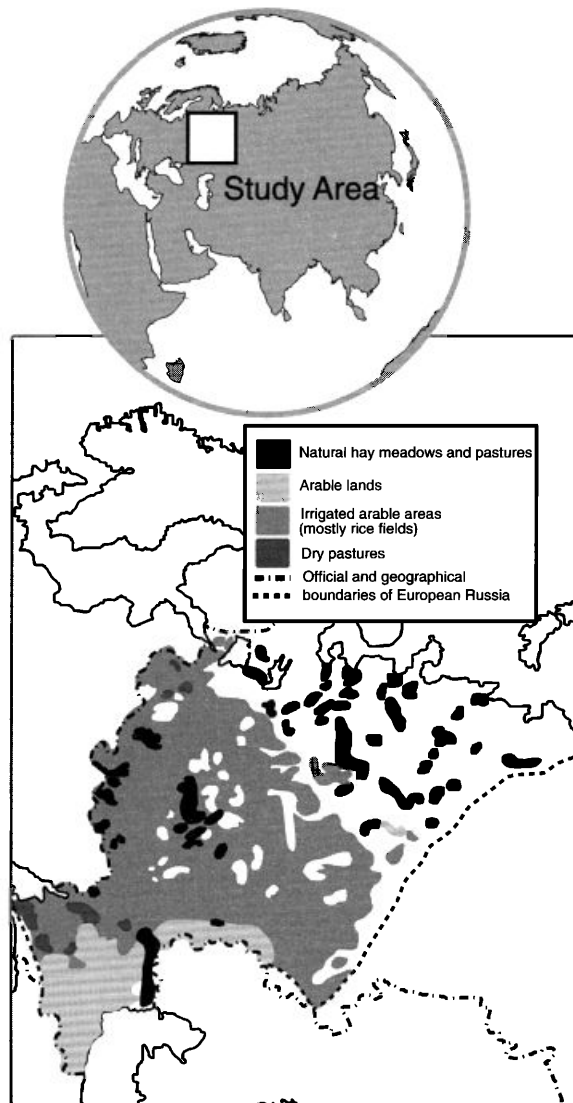 Study Area
Natural hay meadows and pastures
Arable lands
Irrigated arable areas
(mostly rice fields)
Dry pastures
Official and geographical
boundaries of European Russia